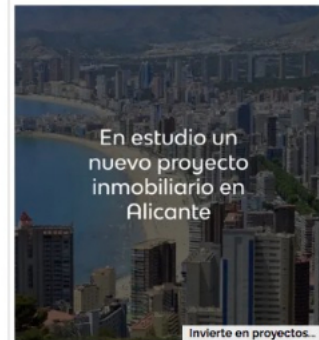 En estudio un
nuevo proyecto
inmobiliario en
Alicante
Invierte en proyectos...